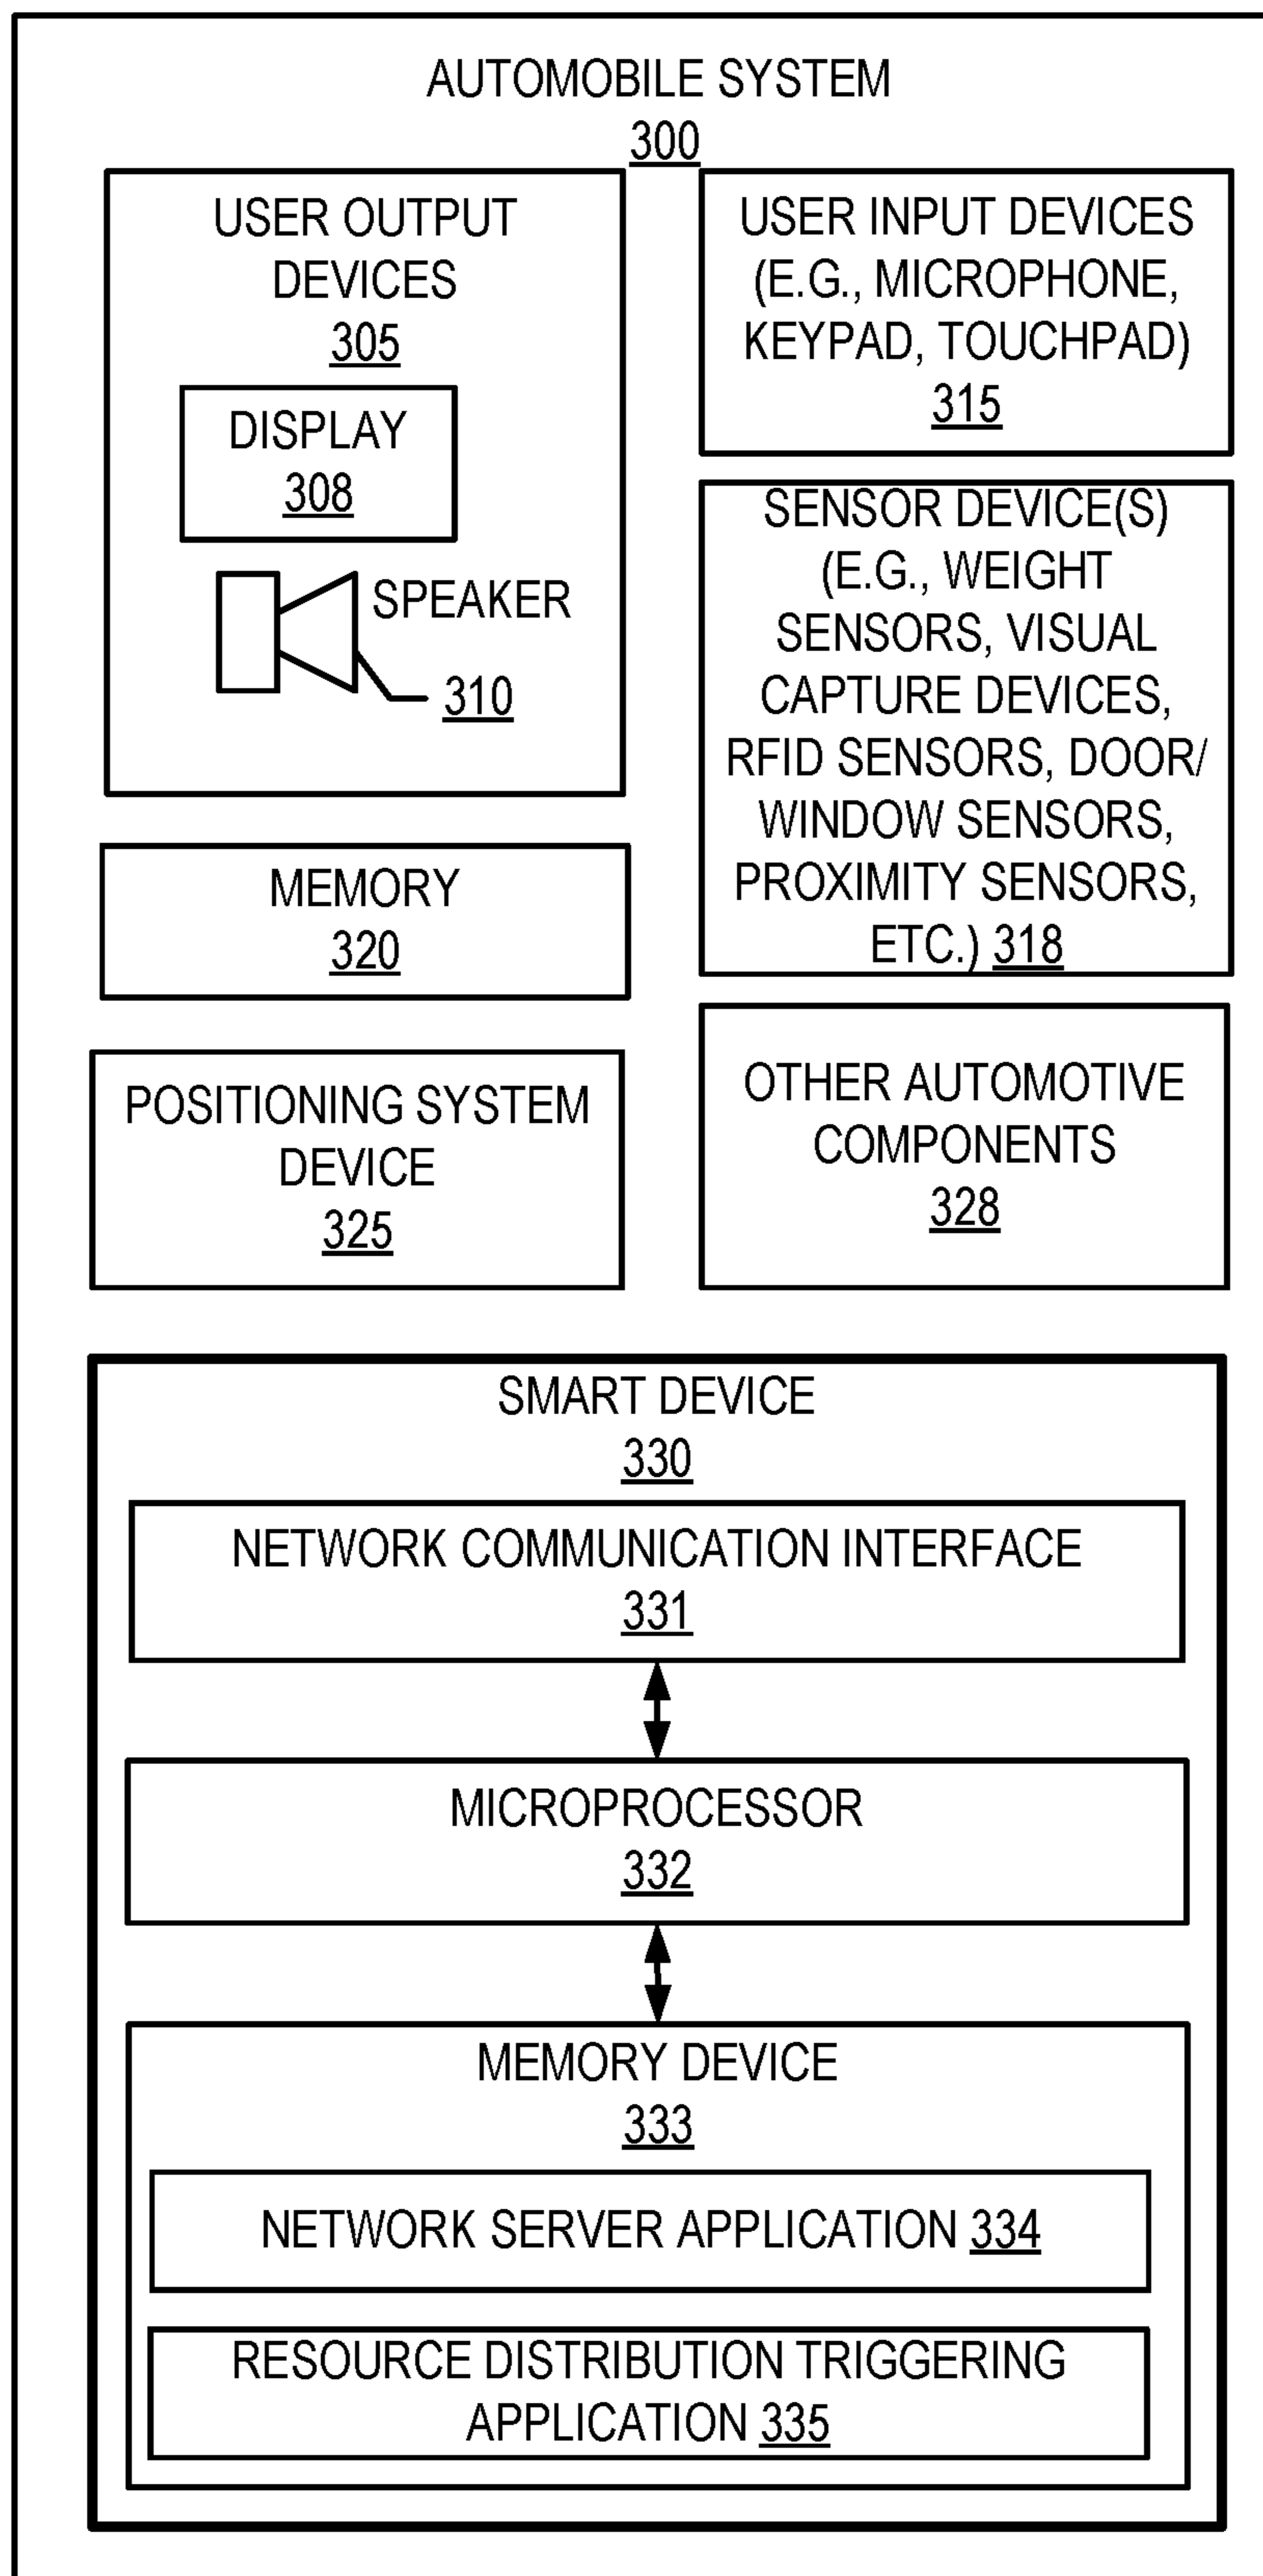 AUTOMOBILE SYSTEM
300
USER OUTPUT
DEVICES
305
DISPLAY
308
SPEAKER
310
USER INPUT DEVICES
(E.G., MICROPHONE,
KEYPAD, TOUCHPAD)
315
SENSOR DEVICE(S)
(E.G., WEIGHT
SENSORS, VISUAL
CAPTURE DEVICES,
RFID SENSORS, DOOR/
WINDOW SENSORS,
PROXIMITY SENSORS,
ETC.) 318
MEMORY
320
POSITIONING SYSTEM
DEVICE
325
OTHER AUTOMOTIVE
COMPONENTS
328
SMART DEVICE
330
NETWORK COMMUNICATION INTERFACE
331
MICROPROCESSOR
332
MEMORY DEVICE
333
NETWORK SERVER APPLICATION 334
RESOURCE DISTRIBUTION TRIGGERING
APPLICATION 335